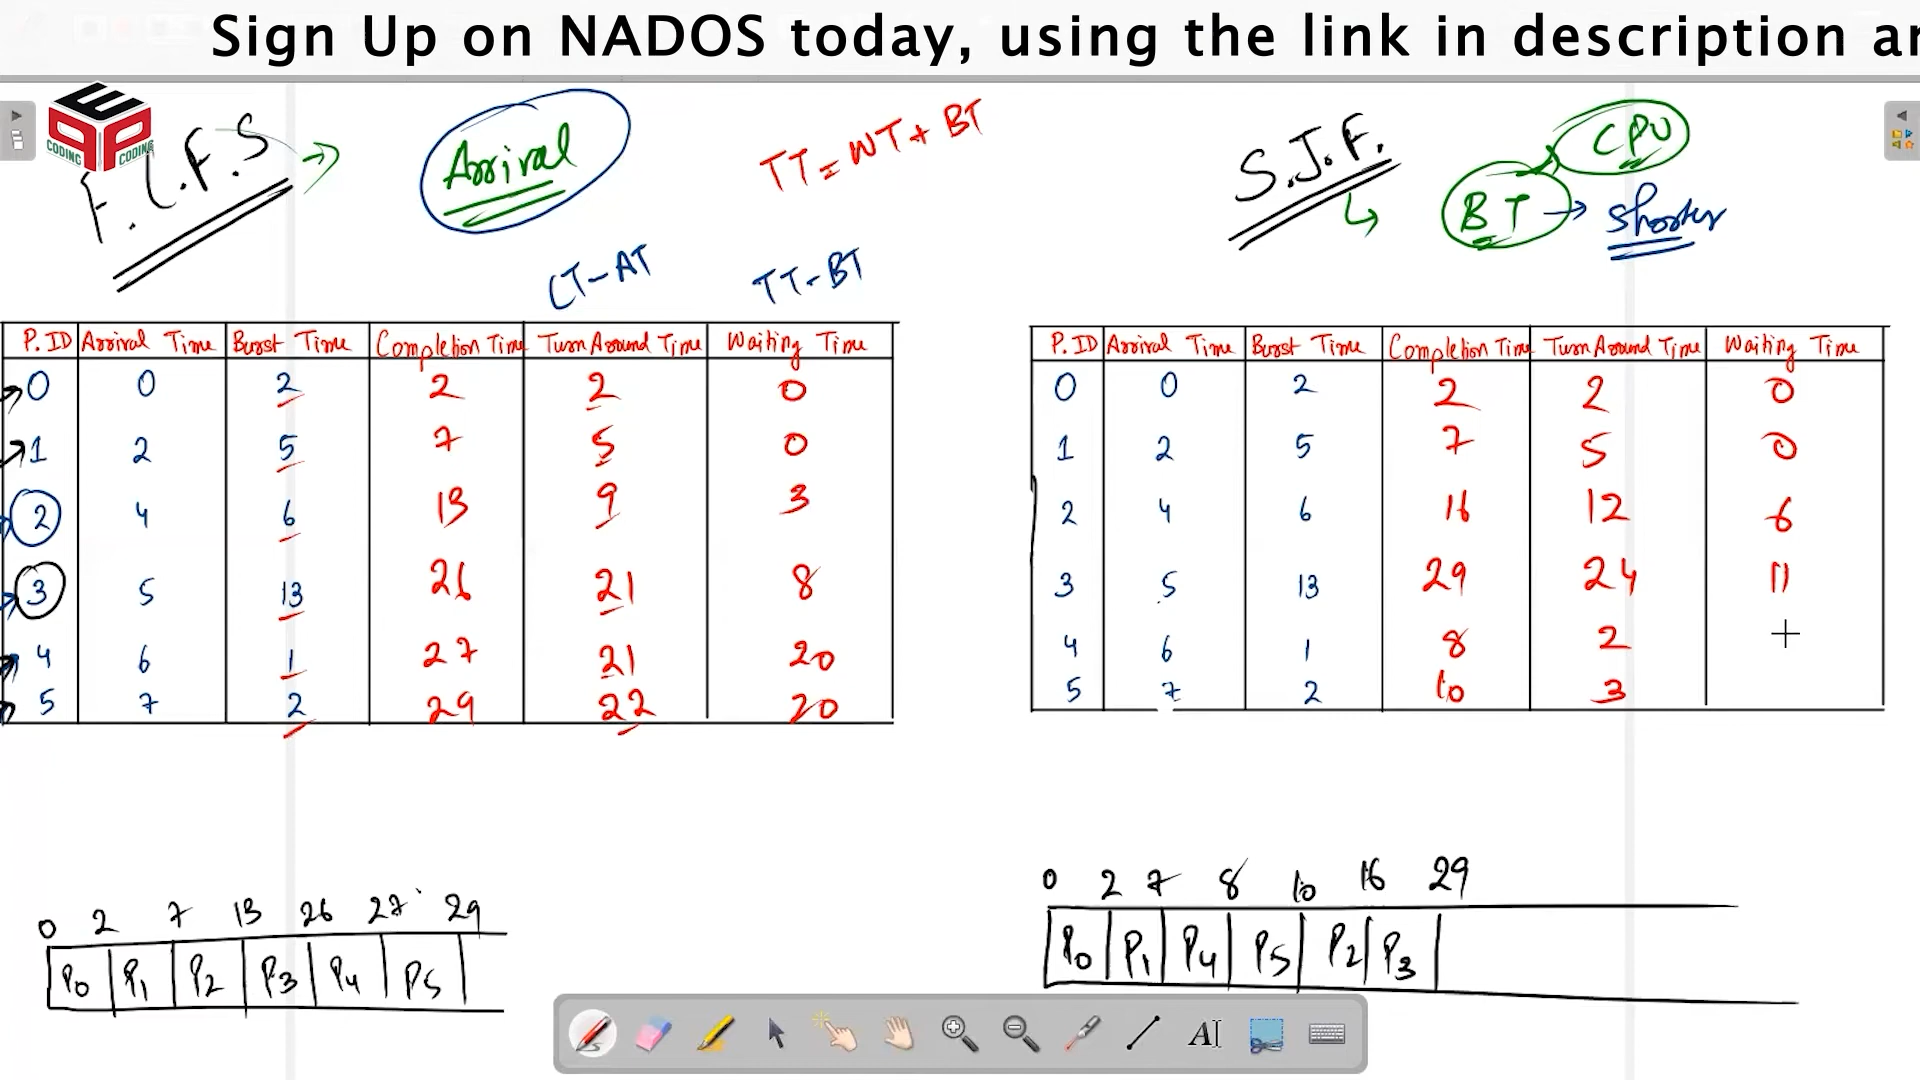 Sign Up on NADOS today, using the link in description ar
PEP
CODING CODING
F.C.F.S
Arrival
TT = WT + BT
CT-AT
TT-BT
P.ID Arrival Time Burst Time Completion Time Turn Around Time Waiting Time
0 0 2 2 2 0
1 2 5 7 5 0
2 4 6 13 9 3
3 5 13 26 21 8
4 6 1 27 21 20
5 7 2 29 22 20
0 2 7 13 26 27 29
P0 P1 P2 P3 P4 P5
S.J.F.
CPU
BT → Shorter
P.ID Arrival Time Burst Time Completion Time Turn Around Time Waiting Time
0 0 2 2 2 0
1 2 5 7 5 0
2 4 6 16 12 6
3 5 13 29 24 11
4 6 1 8 2
5 7 2 10 3
0 2 7 8 10 16 29
P0 P1 P4 P5 P2 P3
AI